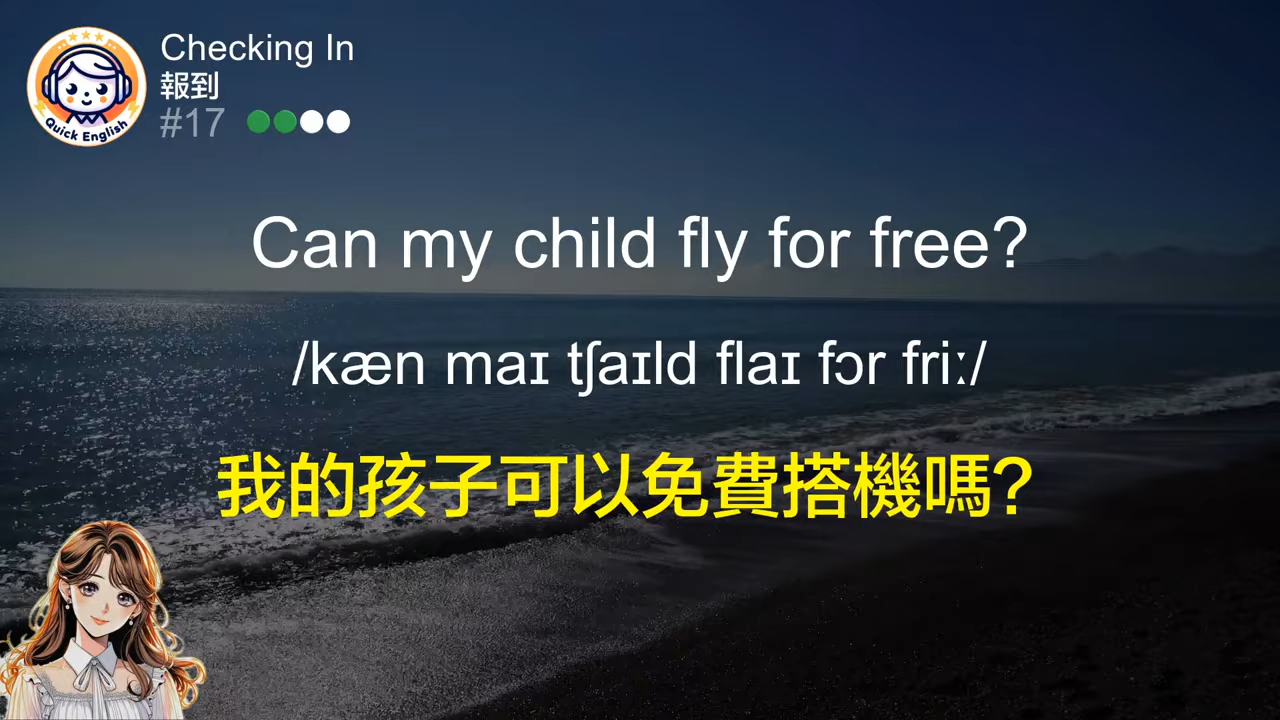 Checking In
報到
#17
Quick English
Can my child fly for free?
/kæn maɪ tʃaɪld flaɪ fɔr friː/
我的孩子可以免費搭機嗎?